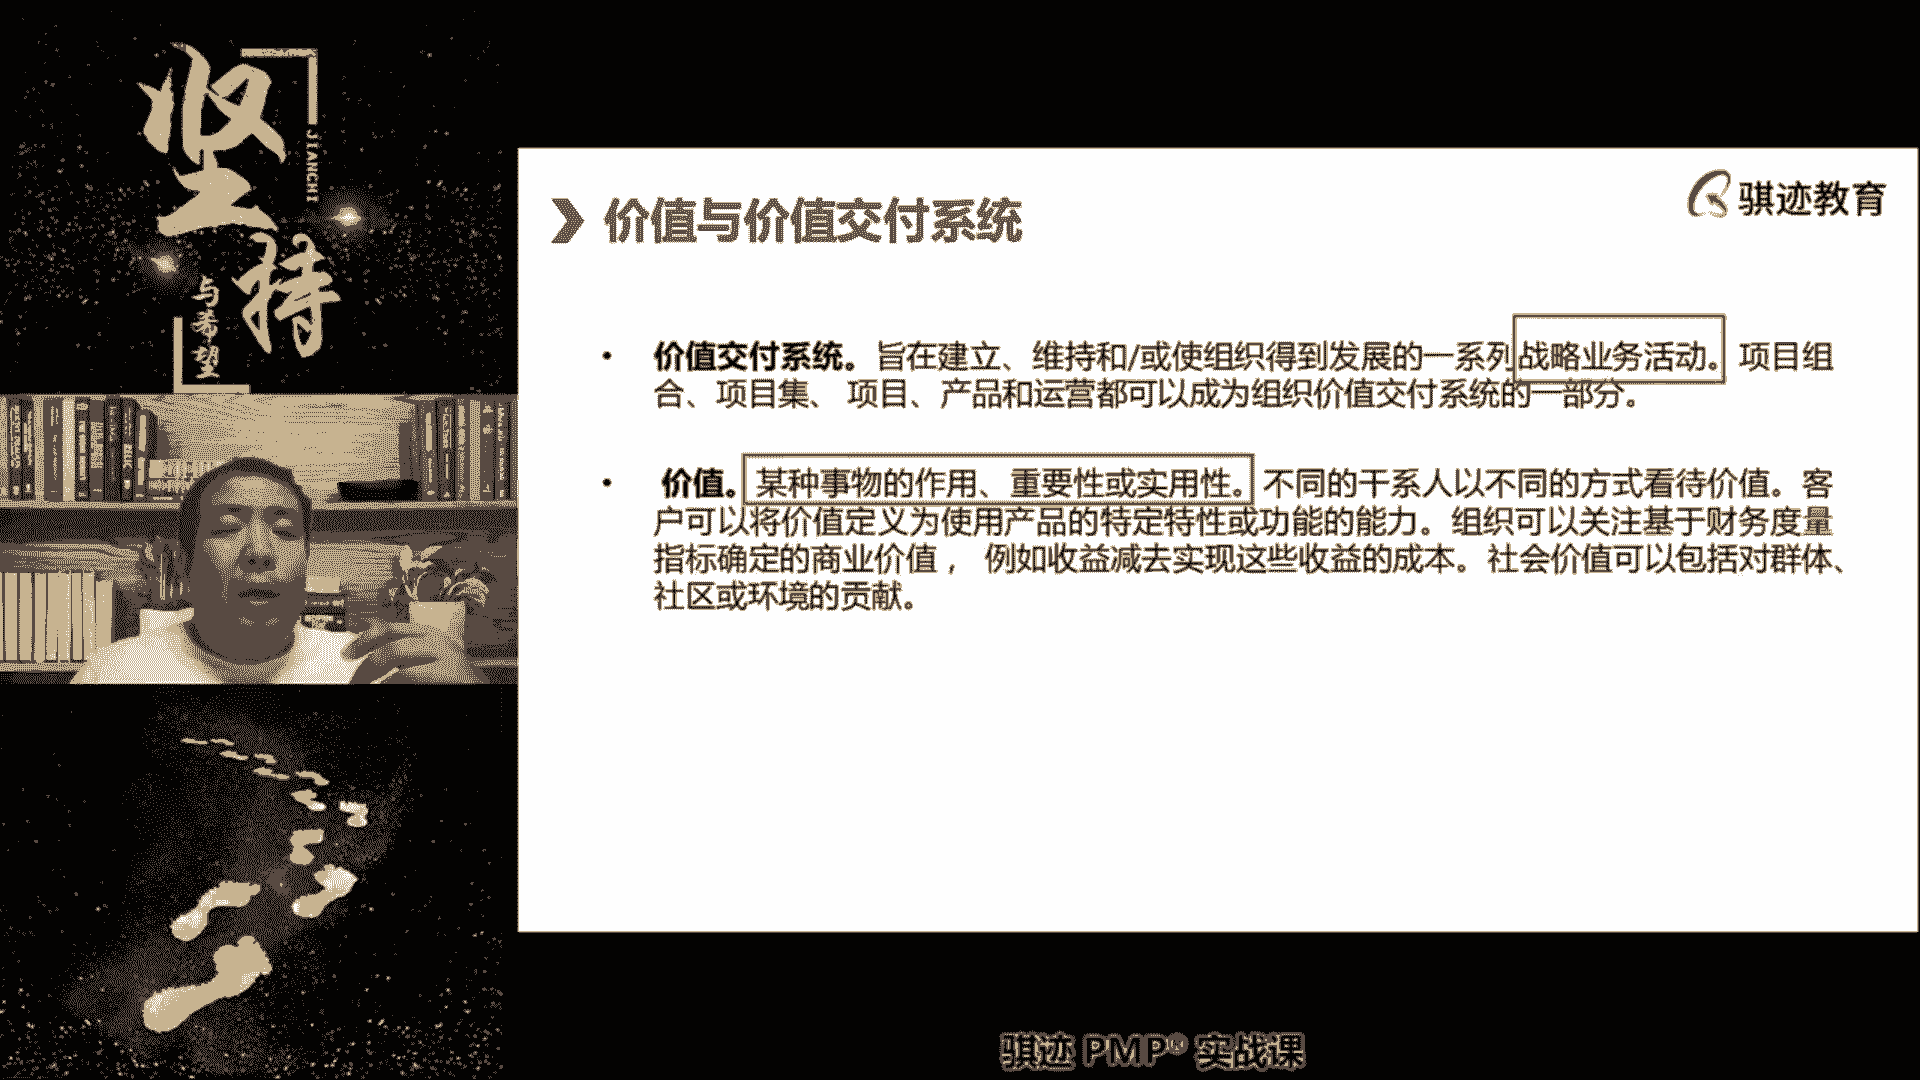 坚持
JIANCHI
与希望
骐迹教育
价值与价值交付系统
• 价值交付系统。旨在建立、维持和/或使组织得到发展的一系列战略业务活动。项目组
合、项目集、 项目、产品和运营都可以成为组织价值交付系统的一部分。
• 价值。某种事物的作用、重要性或实用性。不同的干系人以不同的方式看待价值。客
户可以将价值定义为使用产品的特定特性或功能的能力。组织可以关注基于财务度量
指标确定的商业价值， 例如收益减去实现这些收益的成本。社会价值可以包括对群体、
社区或环境的贡献。
骐迹 PMP® 实战课